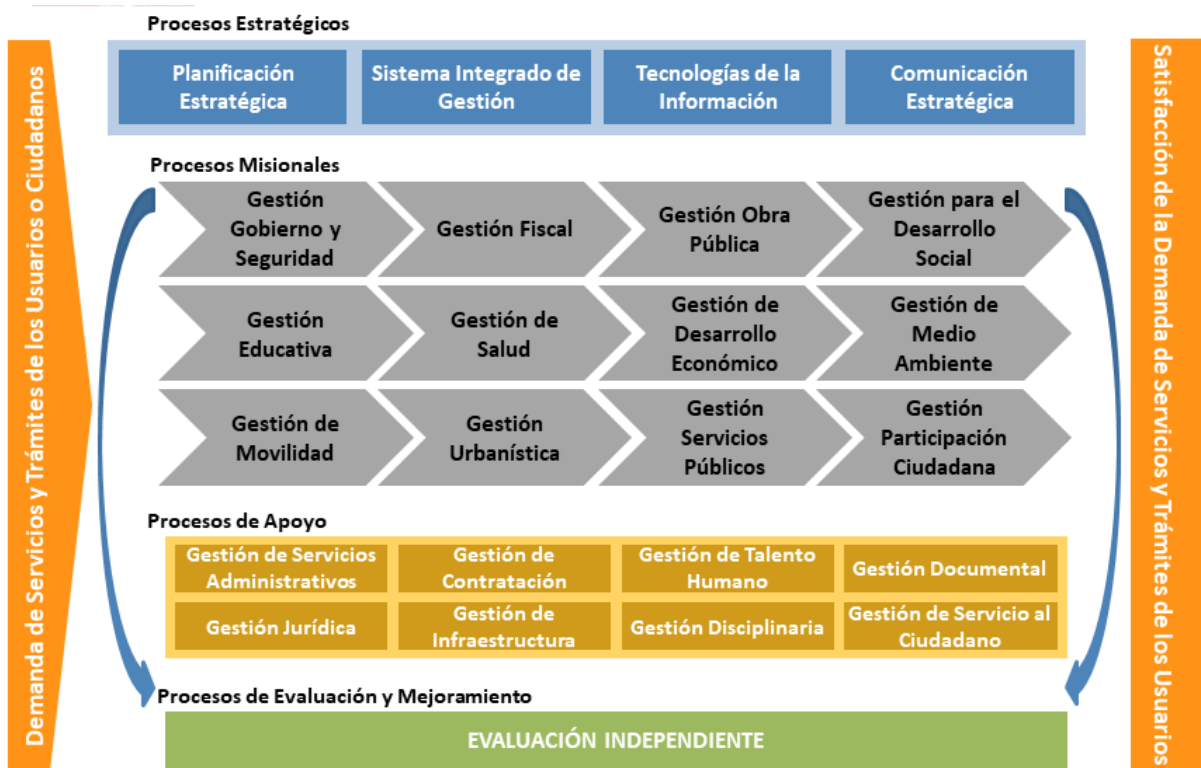 Procesos Estratégicos
Planificación
Estratégica
Sistema Integrado de
Gestión
Tecnologías de la
Información
Comunicación
Estratégica
Procesos Misionales
Gestión
Gobierno y
Seguridad
Gestión Fiscal
Gestión Obra
Pública
Gestión para el
Desarrollo
Social
Gestión
Educativa
Gestión de
Salud
Gestión de
Desarrollo
Económico
Gestión de
Medio
Ambiente
Gestión de
Movilidad
Gestión
Urbanística
Gestión
Servicios
Públicos
Gestión
Participación
Ciudadana
Procesos de Apoyo
Gestión de Servicios
Administrativos
Gestión de
Contratación
Gestión de Talento
Humano
Gestión Documental
Gestión Jurídica
Gestión de
Infraestructura
Gestión Disciplinaria
Gestión de Servicio al
Ciudadano
Procesos de Evaluación y Mejoramiento
EVALUACIÓN INDEPENDIENTE
Demanda de Servicios y Trámites de los Usuarios o Ciudadanos
Satisfacción de la Demanda de Servicios y Trámites de los Usuarios